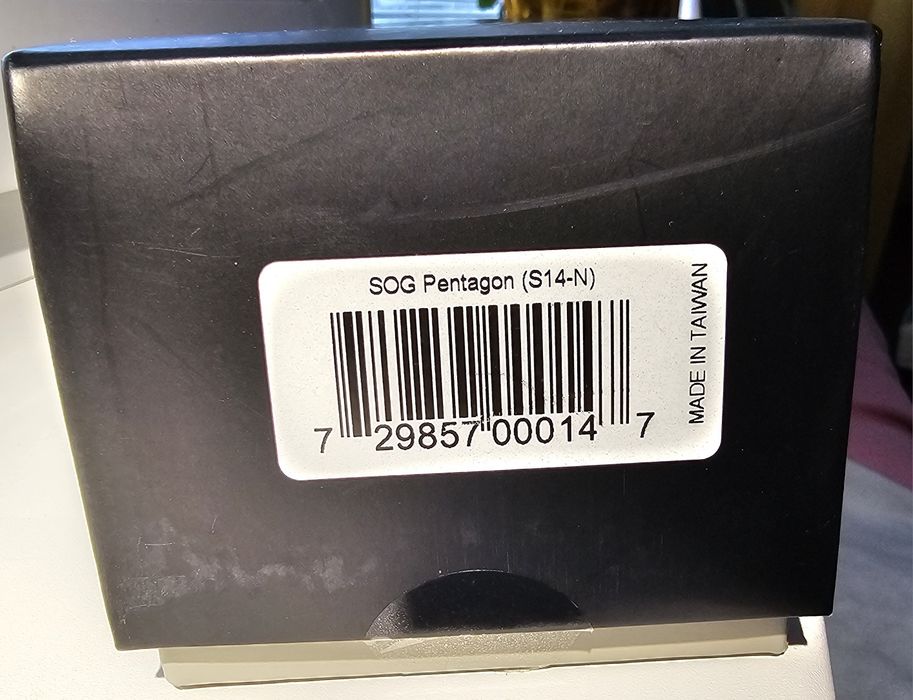 SOG Pentagon (S14-N)
7 29857 00014 7
MADE IN TAIWAN